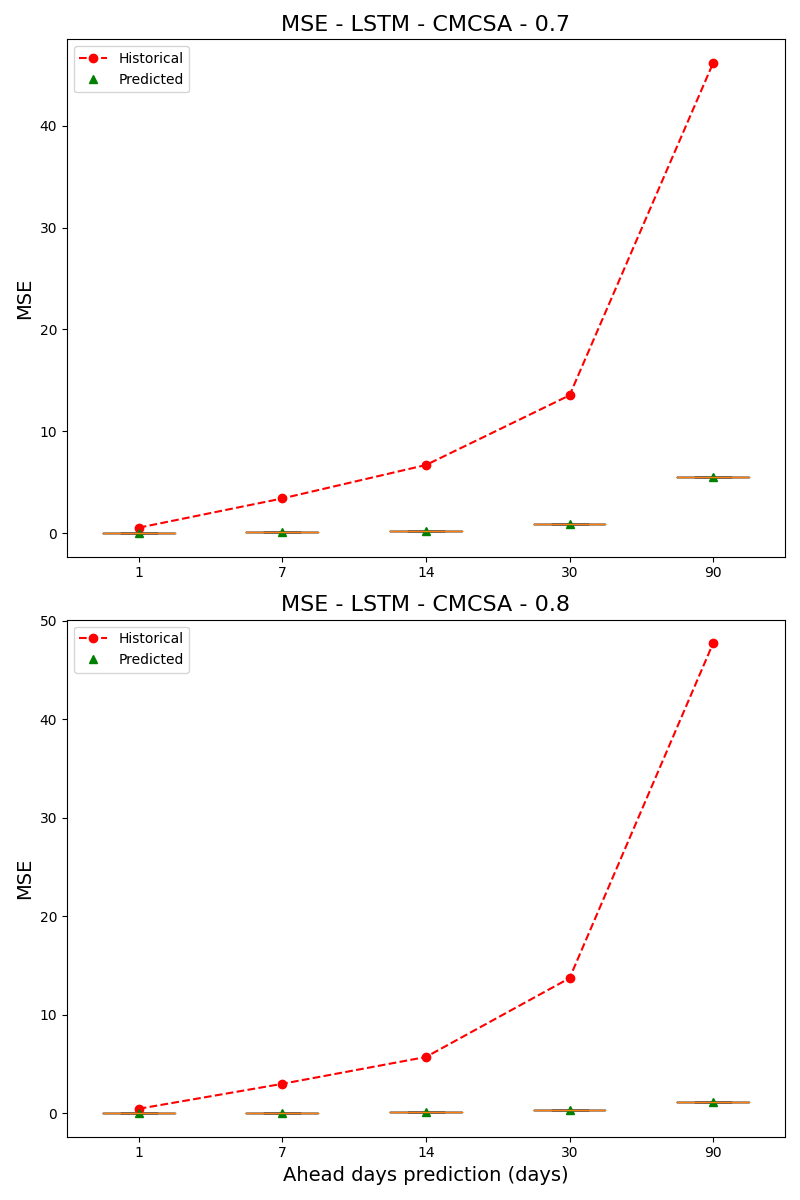 MSE - LSTM - CMCSA - 0.7
Historical
Predicted
MSE
40
30
20
10
0
1 7 14 30 90
MSE - LSTM - CMCSA - 0.8
Historical
Predicted
MSE
50
40
30
20
10
0
1 7 14 30 90
Ahead days prediction (days)